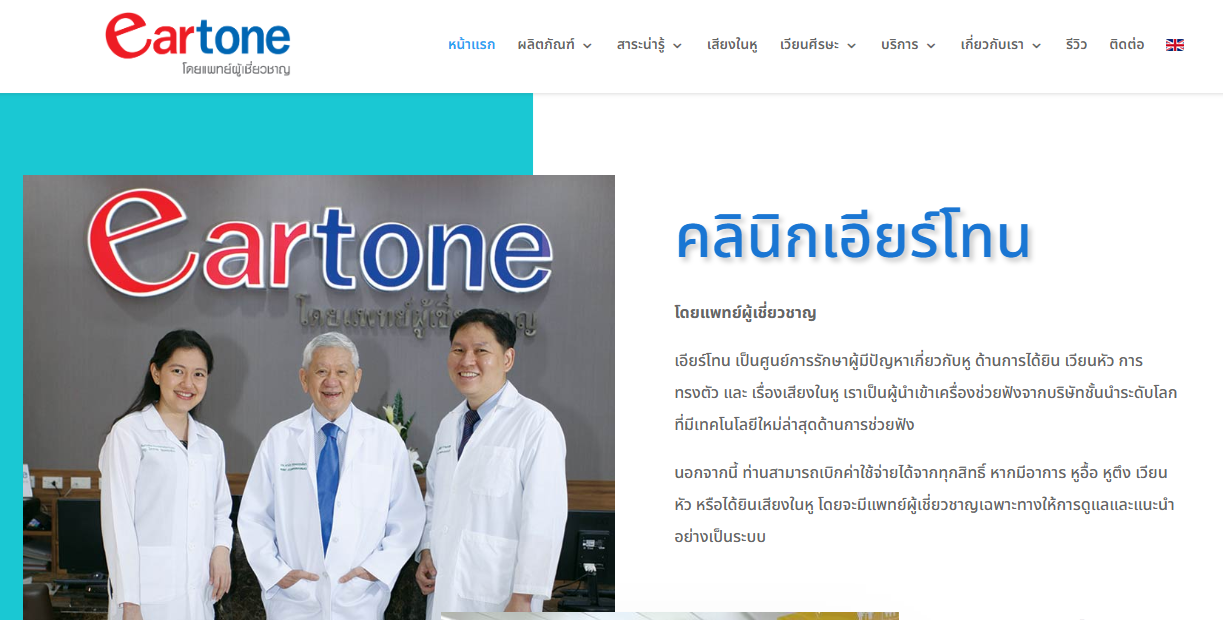 eartone
โดยแพทย์ผู้เชี่ยวชาญ
หน้าแรก ผลิตภัณฑ์ สาระน่ารู้ เสียงในหู เวียนศีรษะ บริการ เกี่ยวกับเรา รีวิว ติดต่อ
eartone
โดยแพทย์ผู้เชี่ยวชาญ
คลินิกเอียร์โทน
โดยแพทย์ผู้เชี่ยวชาญ
เอียร์โทน เป็นศูนย์การรักษาผู้มีปัญหาเกี่ยวกับหู ด้านการได้ยิน เวียนหัว การ
ทรงตัว และ เรื่องเสียงในหู เราเป็นผู้นำเข้าเครื่องช่วยฟังจากบริษัทชั้นนำระดับโลก
ที่มีเทคโนโลยีใหม่ล่าสุดด้านการช่วยฟัง
นอกจากนี้ ท่านสามารถเบิกค่าใช้จ่ายได้จากทุกสิทธิ์ หากมีอาการ หูอื้อ หูตึง เวียน
หัว หรือได้ยินเสียงในหู โดยจะมีแพทย์ผู้เชี่ยวชาญเฉพาะทางให้การดูแลและแนะนำ
อย่างเป็นระบบ